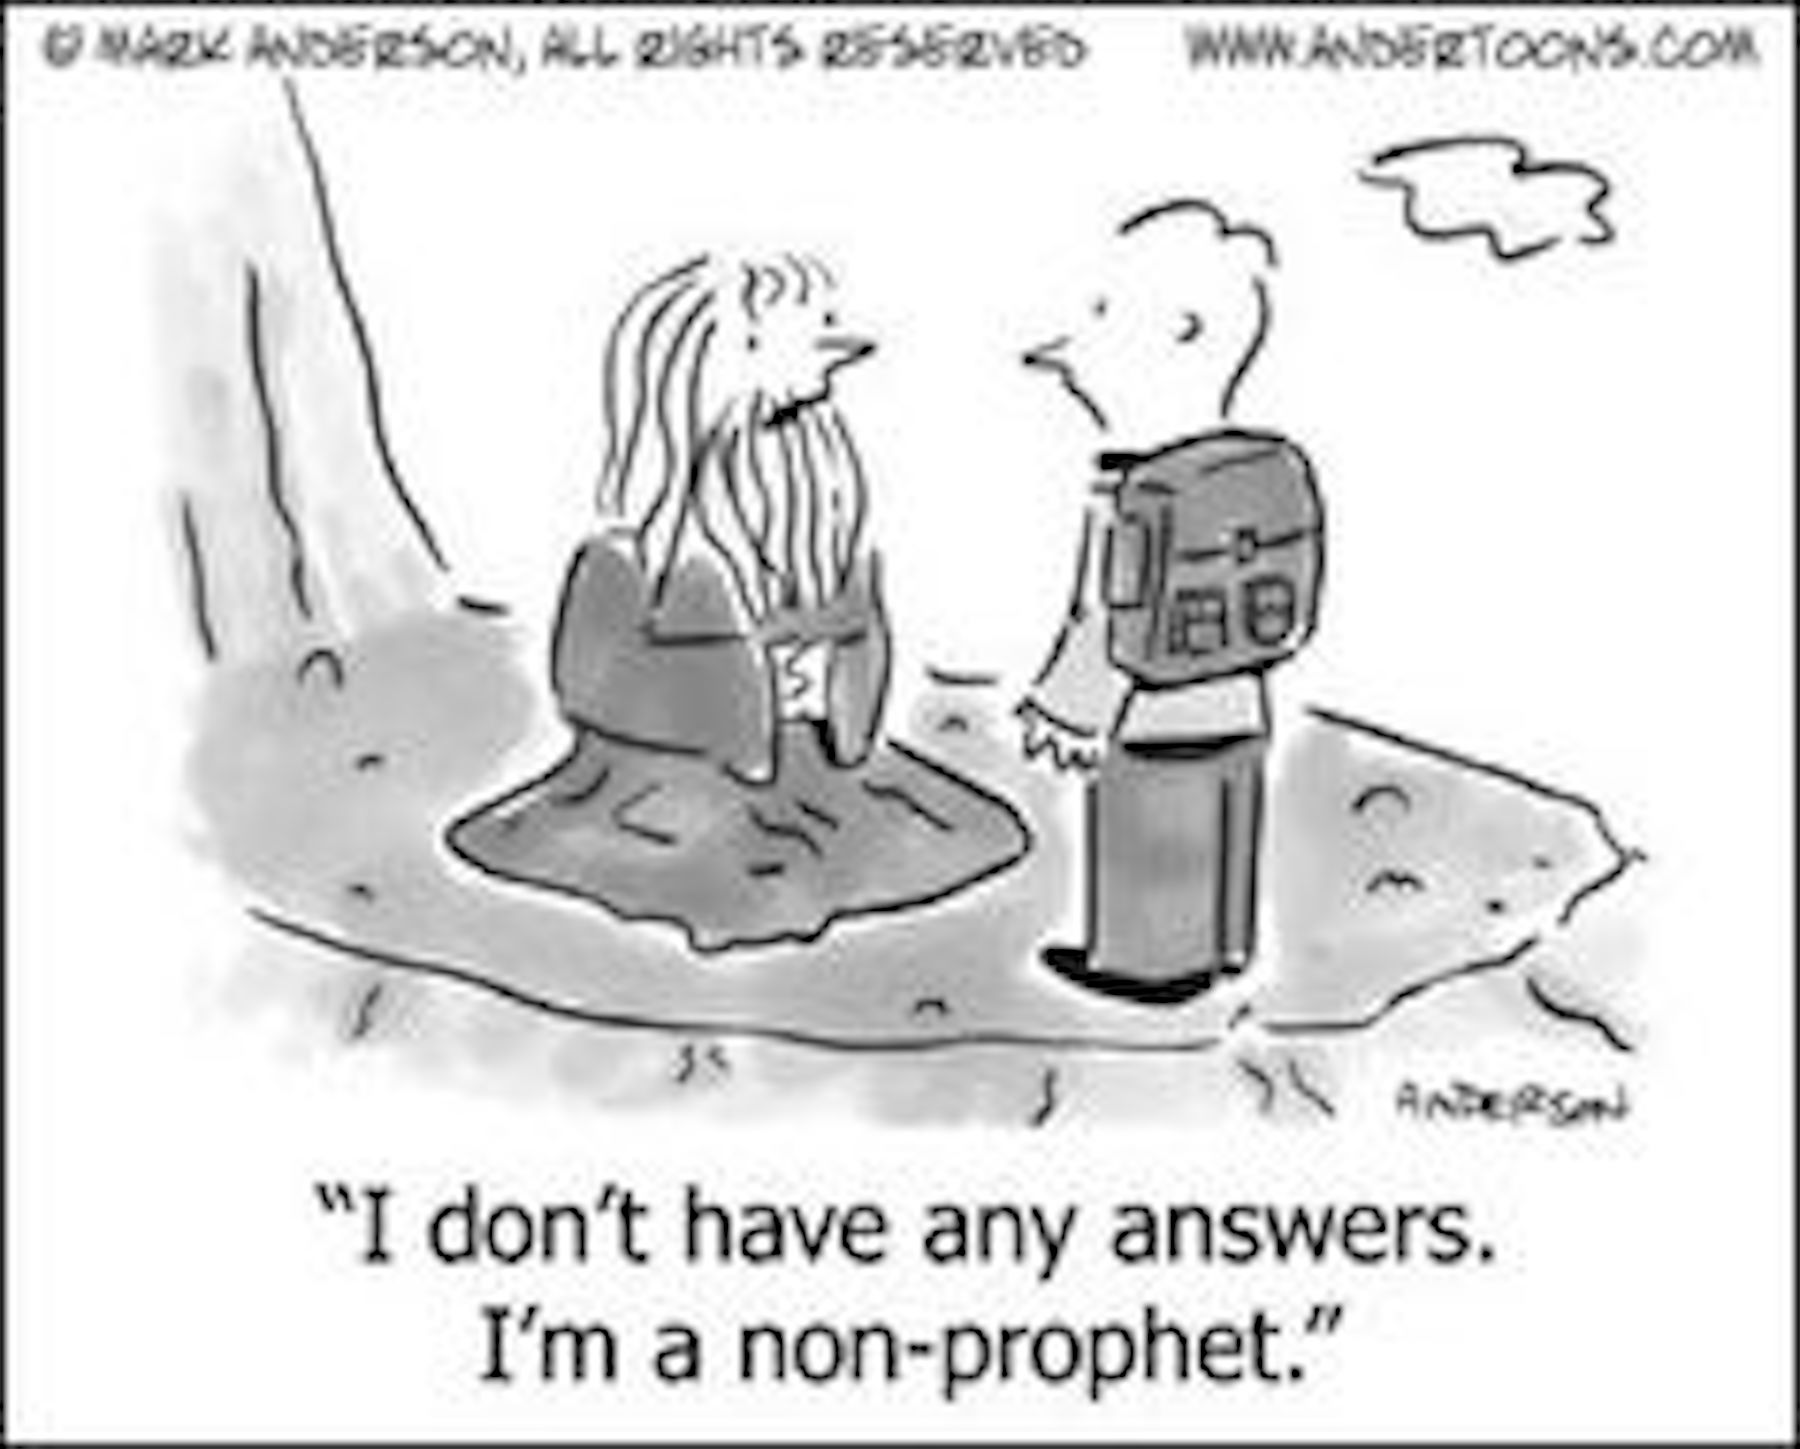 © MARK ANDERSON, ALL RIGHTS RESERVED WWW.ANDERTOONS.COM
ANDERSON
“I don’t have any answers.
I’m a non-prophet.”